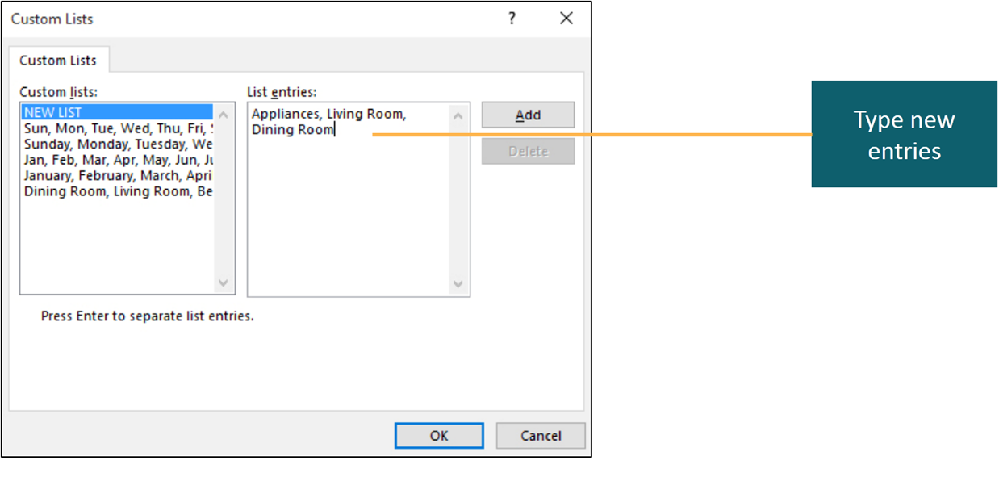 Custom Lists
?
Custom Lists
Custom lists:
NEW LIST
Sun, Mon, Tue, Wed, Thu, Fri, S
Sunday, Monday, Tuesday, We
Jan, Feb, Mar, Apr, May, Jun, Ju
January, February, March, Apri
Dining Room, Living Room, Be
List entries:
Appliances, Living Room,
Dining Room
Add
Delete
Press Enter to separate list entries.
OK
Cancel
Type new
entries